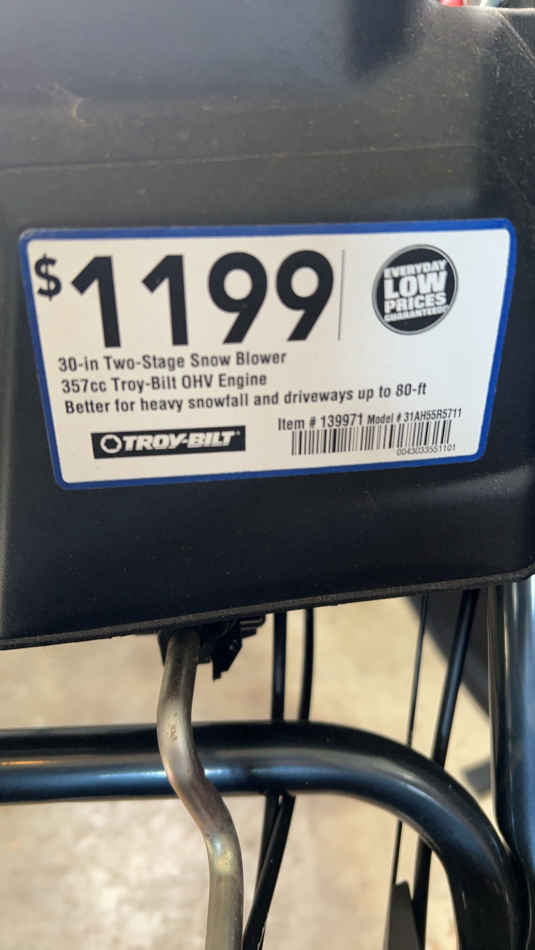 $1199
EVERYDAY
LOW
PRICES
GUARANTEED!
30-in Two-Stage Snow Blower
357cc Troy-Bilt OHV Engine
Better for heavy snowfall and driveways up to 80-ft
TROY-BILT
Item # 139971 Model # 31AH55R5711
0043033551101